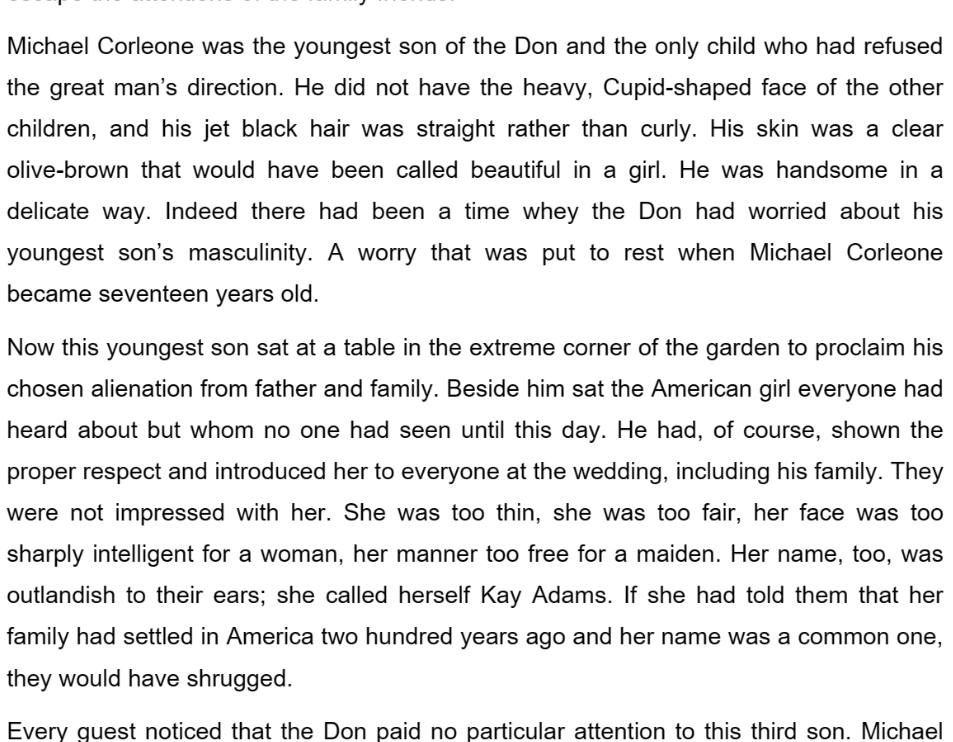 escape the attentions of the family friends.
Michael Corleone was the youngest son of the Don and the only child who had refused
the great man’s direction. He did not have the heavy, Cupid-shaped face of the other
children, and his jet black hair was straight rather than curly. His skin was a clear
olive-brown that would have been called beautiful in a girl. He was handsome in a
delicate way. Indeed there had been a time whey the Don had worried about his
youngest son’s masculinity. A worry that was put to rest when Michael Corleone
became seventeen years old.
Now this youngest son sat at a table in the extreme corner of the garden to proclaim his
chosen alienation from father and family. Beside him sat the American girl everyone had
heard about but whom no one had seen until this day. He had, of course, shown the
proper respect and introduced her to everyone at the wedding, including his family. They
were not impressed with her. She was too thin, she was too fair, her face was too
sharply intelligent for a woman, her manner too free for a maiden. Her name, too, was
outlandish to their ears; she called herself Kay Adams. If she had told them that her
family had settled in America two hundred years ago and her name was a common one,
they would have shrugged.
Every guest noticed that the Don paid no particular attention to this third son. Michael